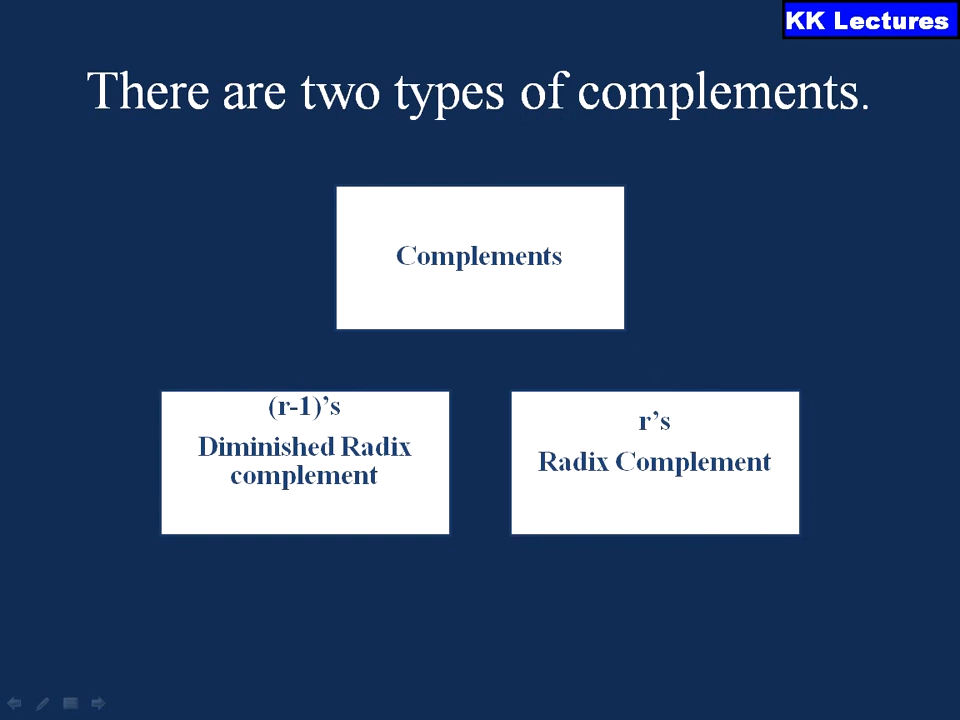 KK Lectures
There are two types of complements.
Complements
(r-1)’s
Diminished Radix
complement
r’s
Radix Complement